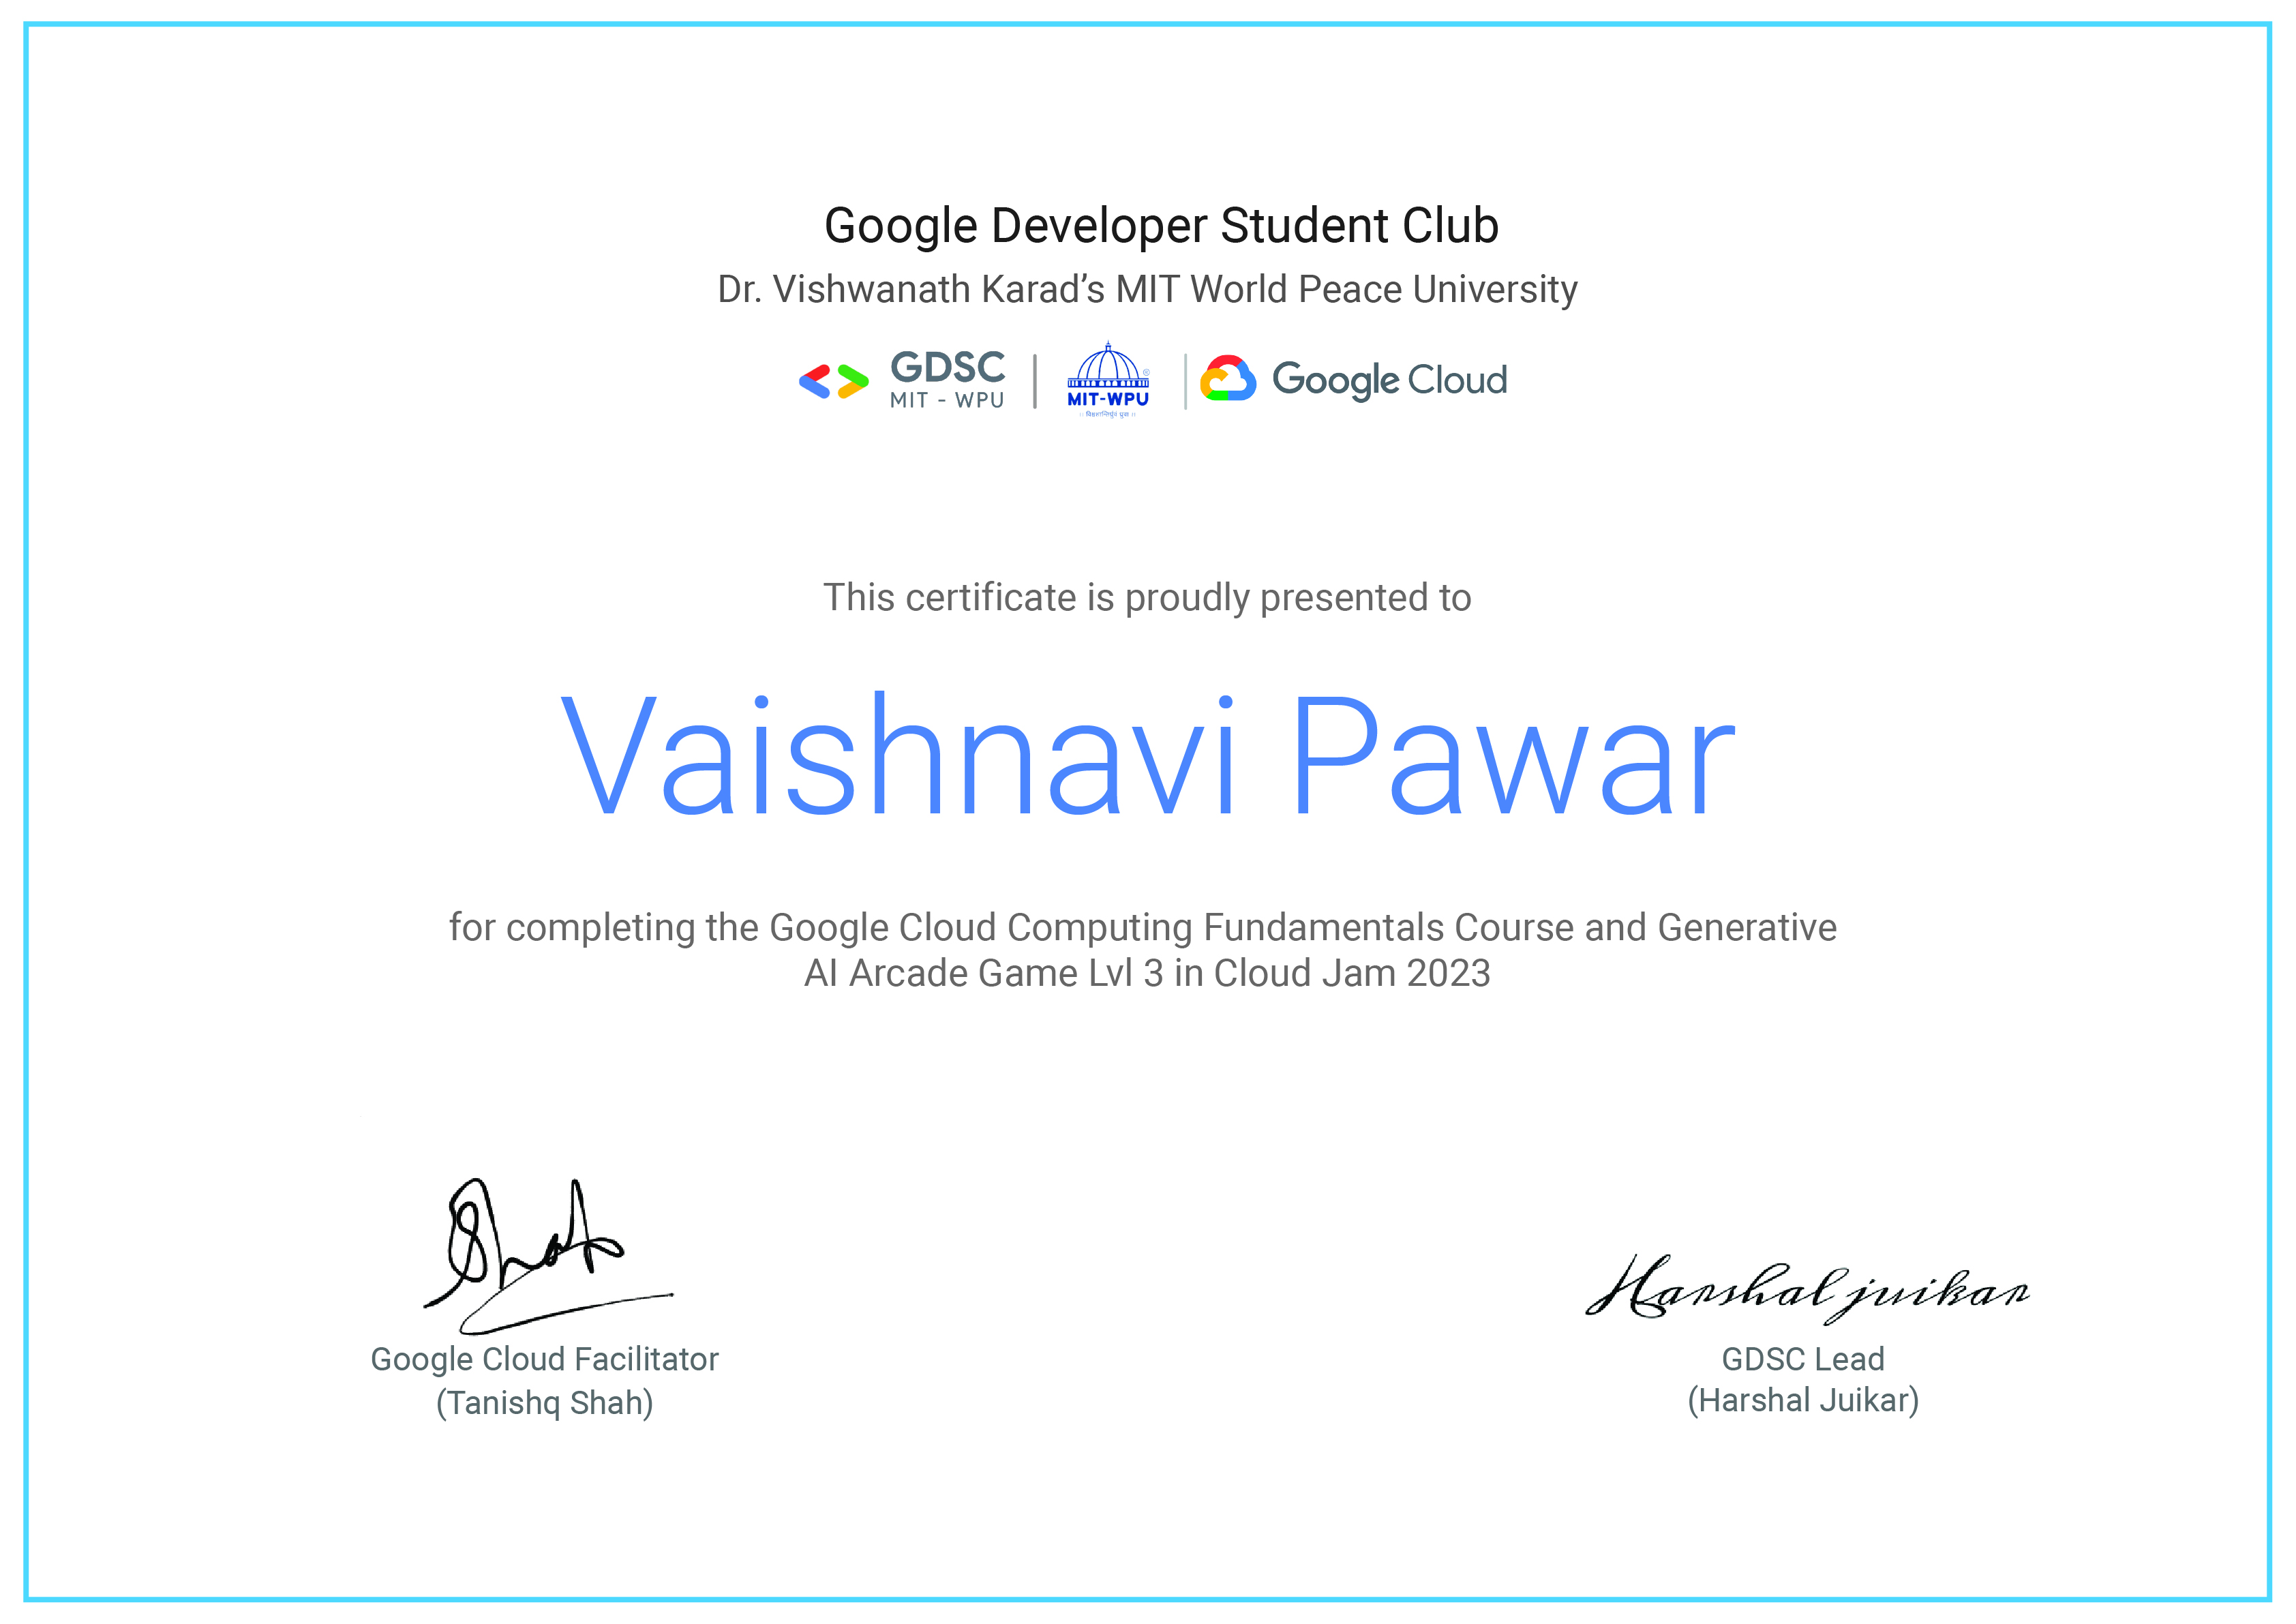 Google Developer Student Club
Dr. Vishwanath Karad’s MIT World Peace University
GDSC
MIT - WPU
MIT-WPU
Google Cloud
This certificate is proudly presented to
Vaishnavi Pawar
for completing the Google Cloud Computing Fundamentals Course and Generative
AI Arcade Game Lvl 3 in Cloud Jam 2023
Shah
Harshal juikar
Google Cloud Facilitator
(Tanishq Shah)
GDSC Lead
(Harshal Juikar)